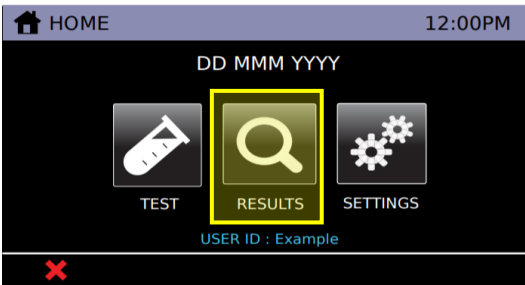 HOME 12:00PM
DD MMM YYYY
TEST RESULTS SETTINGS
USER ID : Example